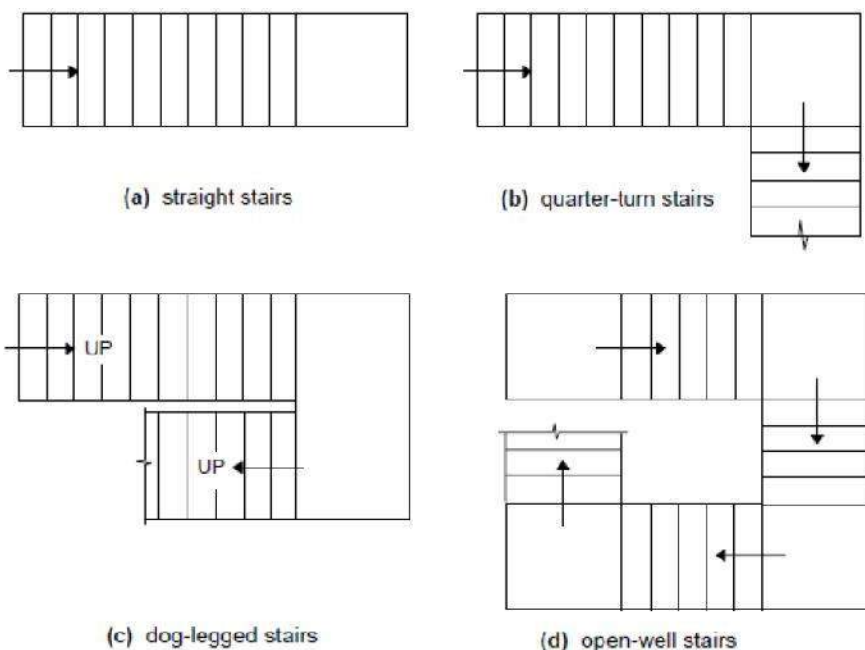 (a) straight stairs
(b) quarter-turn stairs
UP
UP
(c) dog-legged stairs
(d) open-well stairs